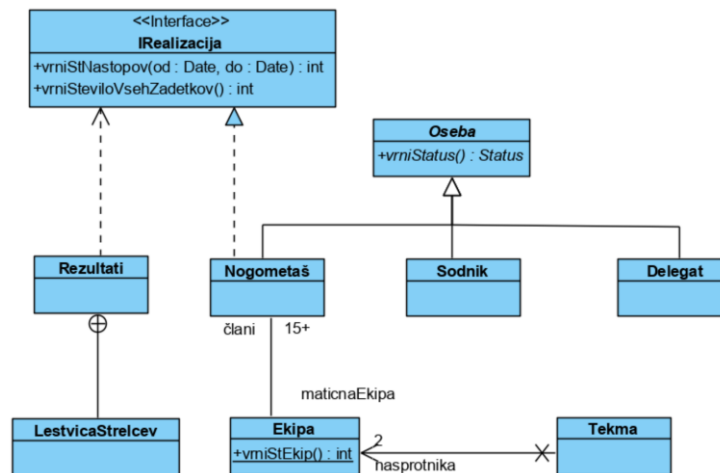 <<Interface>>
IRealizacija
+vrniStNastopov(od : Date, do : Date) : int
+vrniSteviloVsehZadetkov() : int
Oseba
+vrniStatus() : Status
Rezultati
Nogometaš
Sodnik
Delegat
člani 15+
maticnaEkipa
LestvicaStrelcev
Ekipa
+vrniStEkip() : int
2
nasprotnika
Tekma